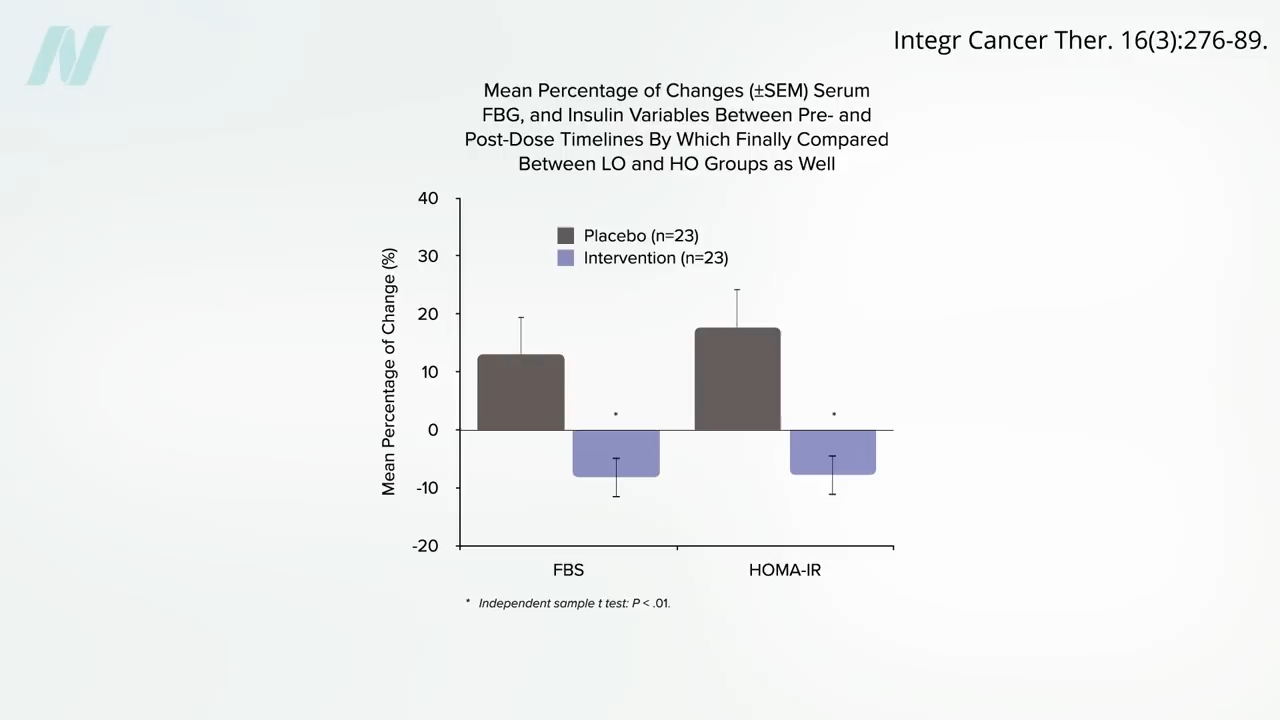 Integr Cancer Ther. 16(3):276-89.
Mean Percentage of Changes (±SEM) Serum
FBG, and Insulin Variables Between Pre- and
Post-Dose Timelines By Which Finally Compared
Between LO and HO Groups as Well
Mean Percentage of Change (%)
40
30
20
10
0
-10
-20
Placebo (n=23)
Intervention (n=23)
*
*
FBS
HOMA-IR
* Independent sample t test: P < .01.